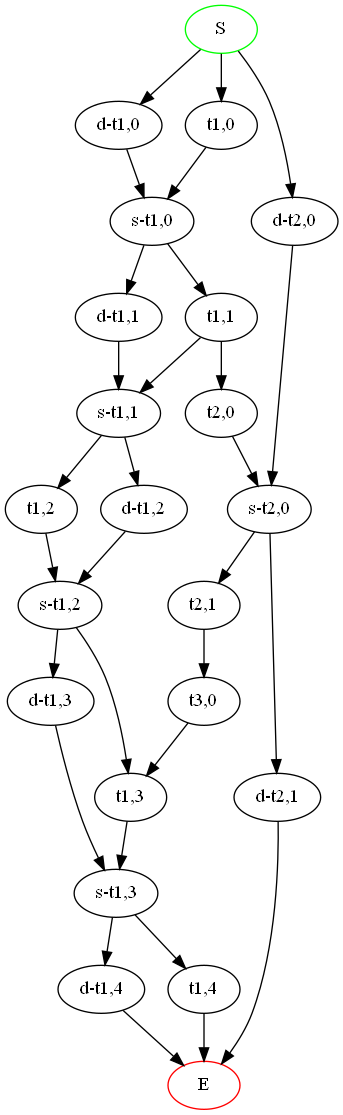 S
d-t1,0
t1,0
s-t1,0
d-t2,0
d-t1,1
t1,1
s-t1,1
t2,0
t1,2
d-t1,2
s-t2,0
s-t1,2
t2,1
d-t1,3
t3,0
t1,3
d-t2,1
s-t1,3
d-t1,4
t1,4
E